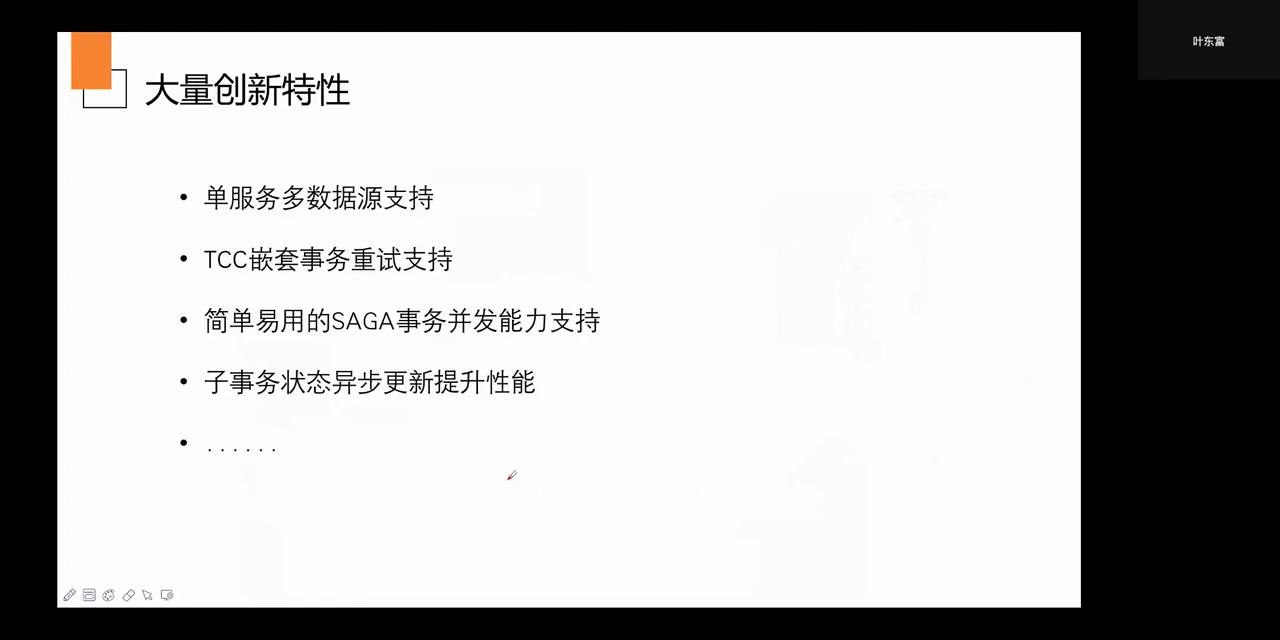 叶东富
大量创新特性
• 单服务多数据源支持
• TCC嵌套事务重试支持
• 简单易用的SAGA事务并发能力支持
• 子事务状态异步更新提升性能
• ......